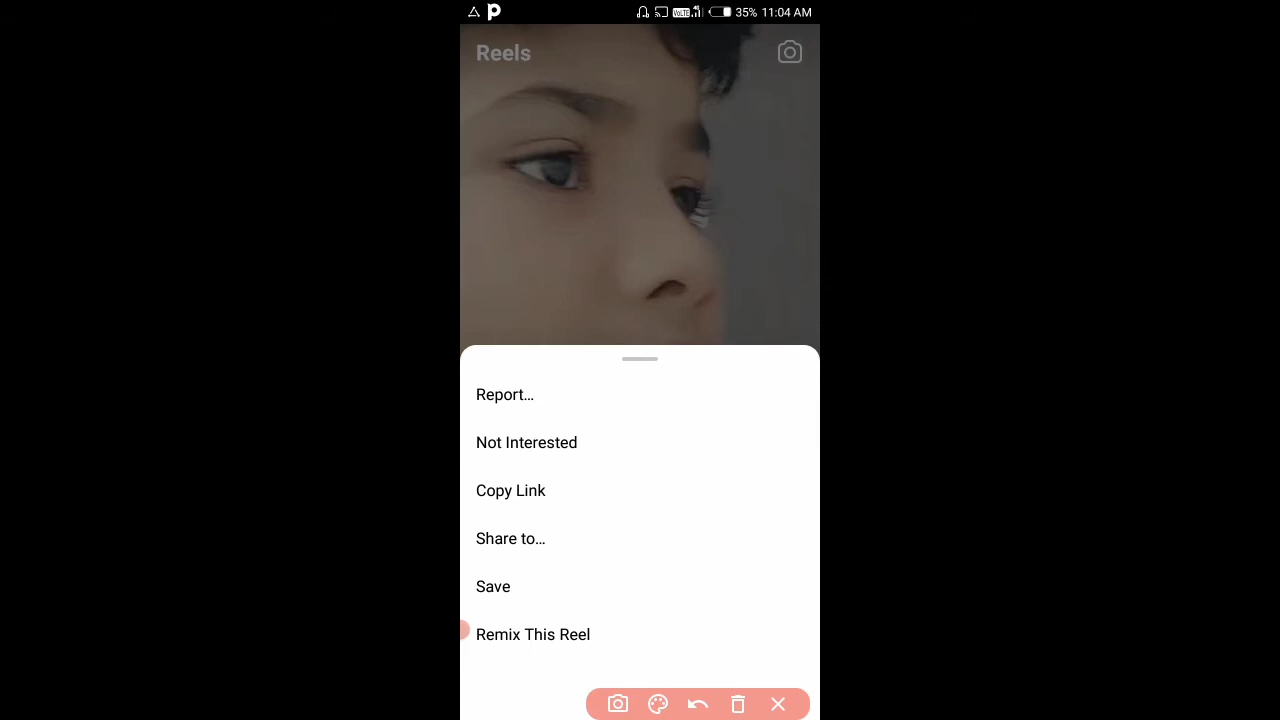 35% 11:04 AM
Reels
Report...
Not Interested
Copy Link
Share to...
Save
Remix This Reel